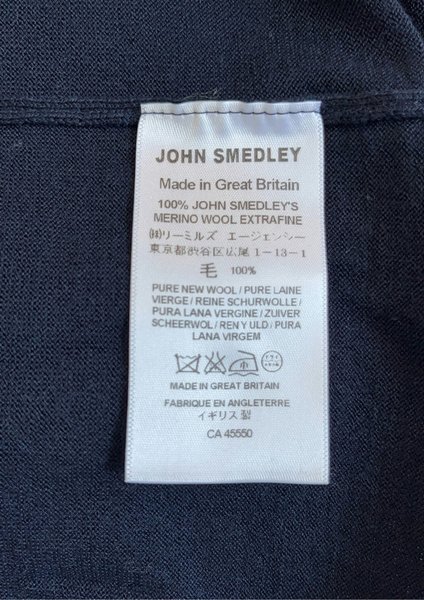 JOHN SMEDLEY
Made in Great Britain
100% JOHN SMEDLEY'S
MERINO WOOL EXTRAFINE
㈱リーミルズ エージェンシー
東京都渋谷区広尾 1-13-1
毛 100%
PURE NEW WOOL / PURE LAINE
VIERGE / REINE SCHURWOLLE /
PURA LANA VERGINE / ZUIVER
SCHEERWOL / REN Y ULD / PURA
LANA VIRGEM
ドライ
MADE IN GREAT BRITAIN
FABRIQUE EN ANGLETERRE
イギリス製
CA 45550